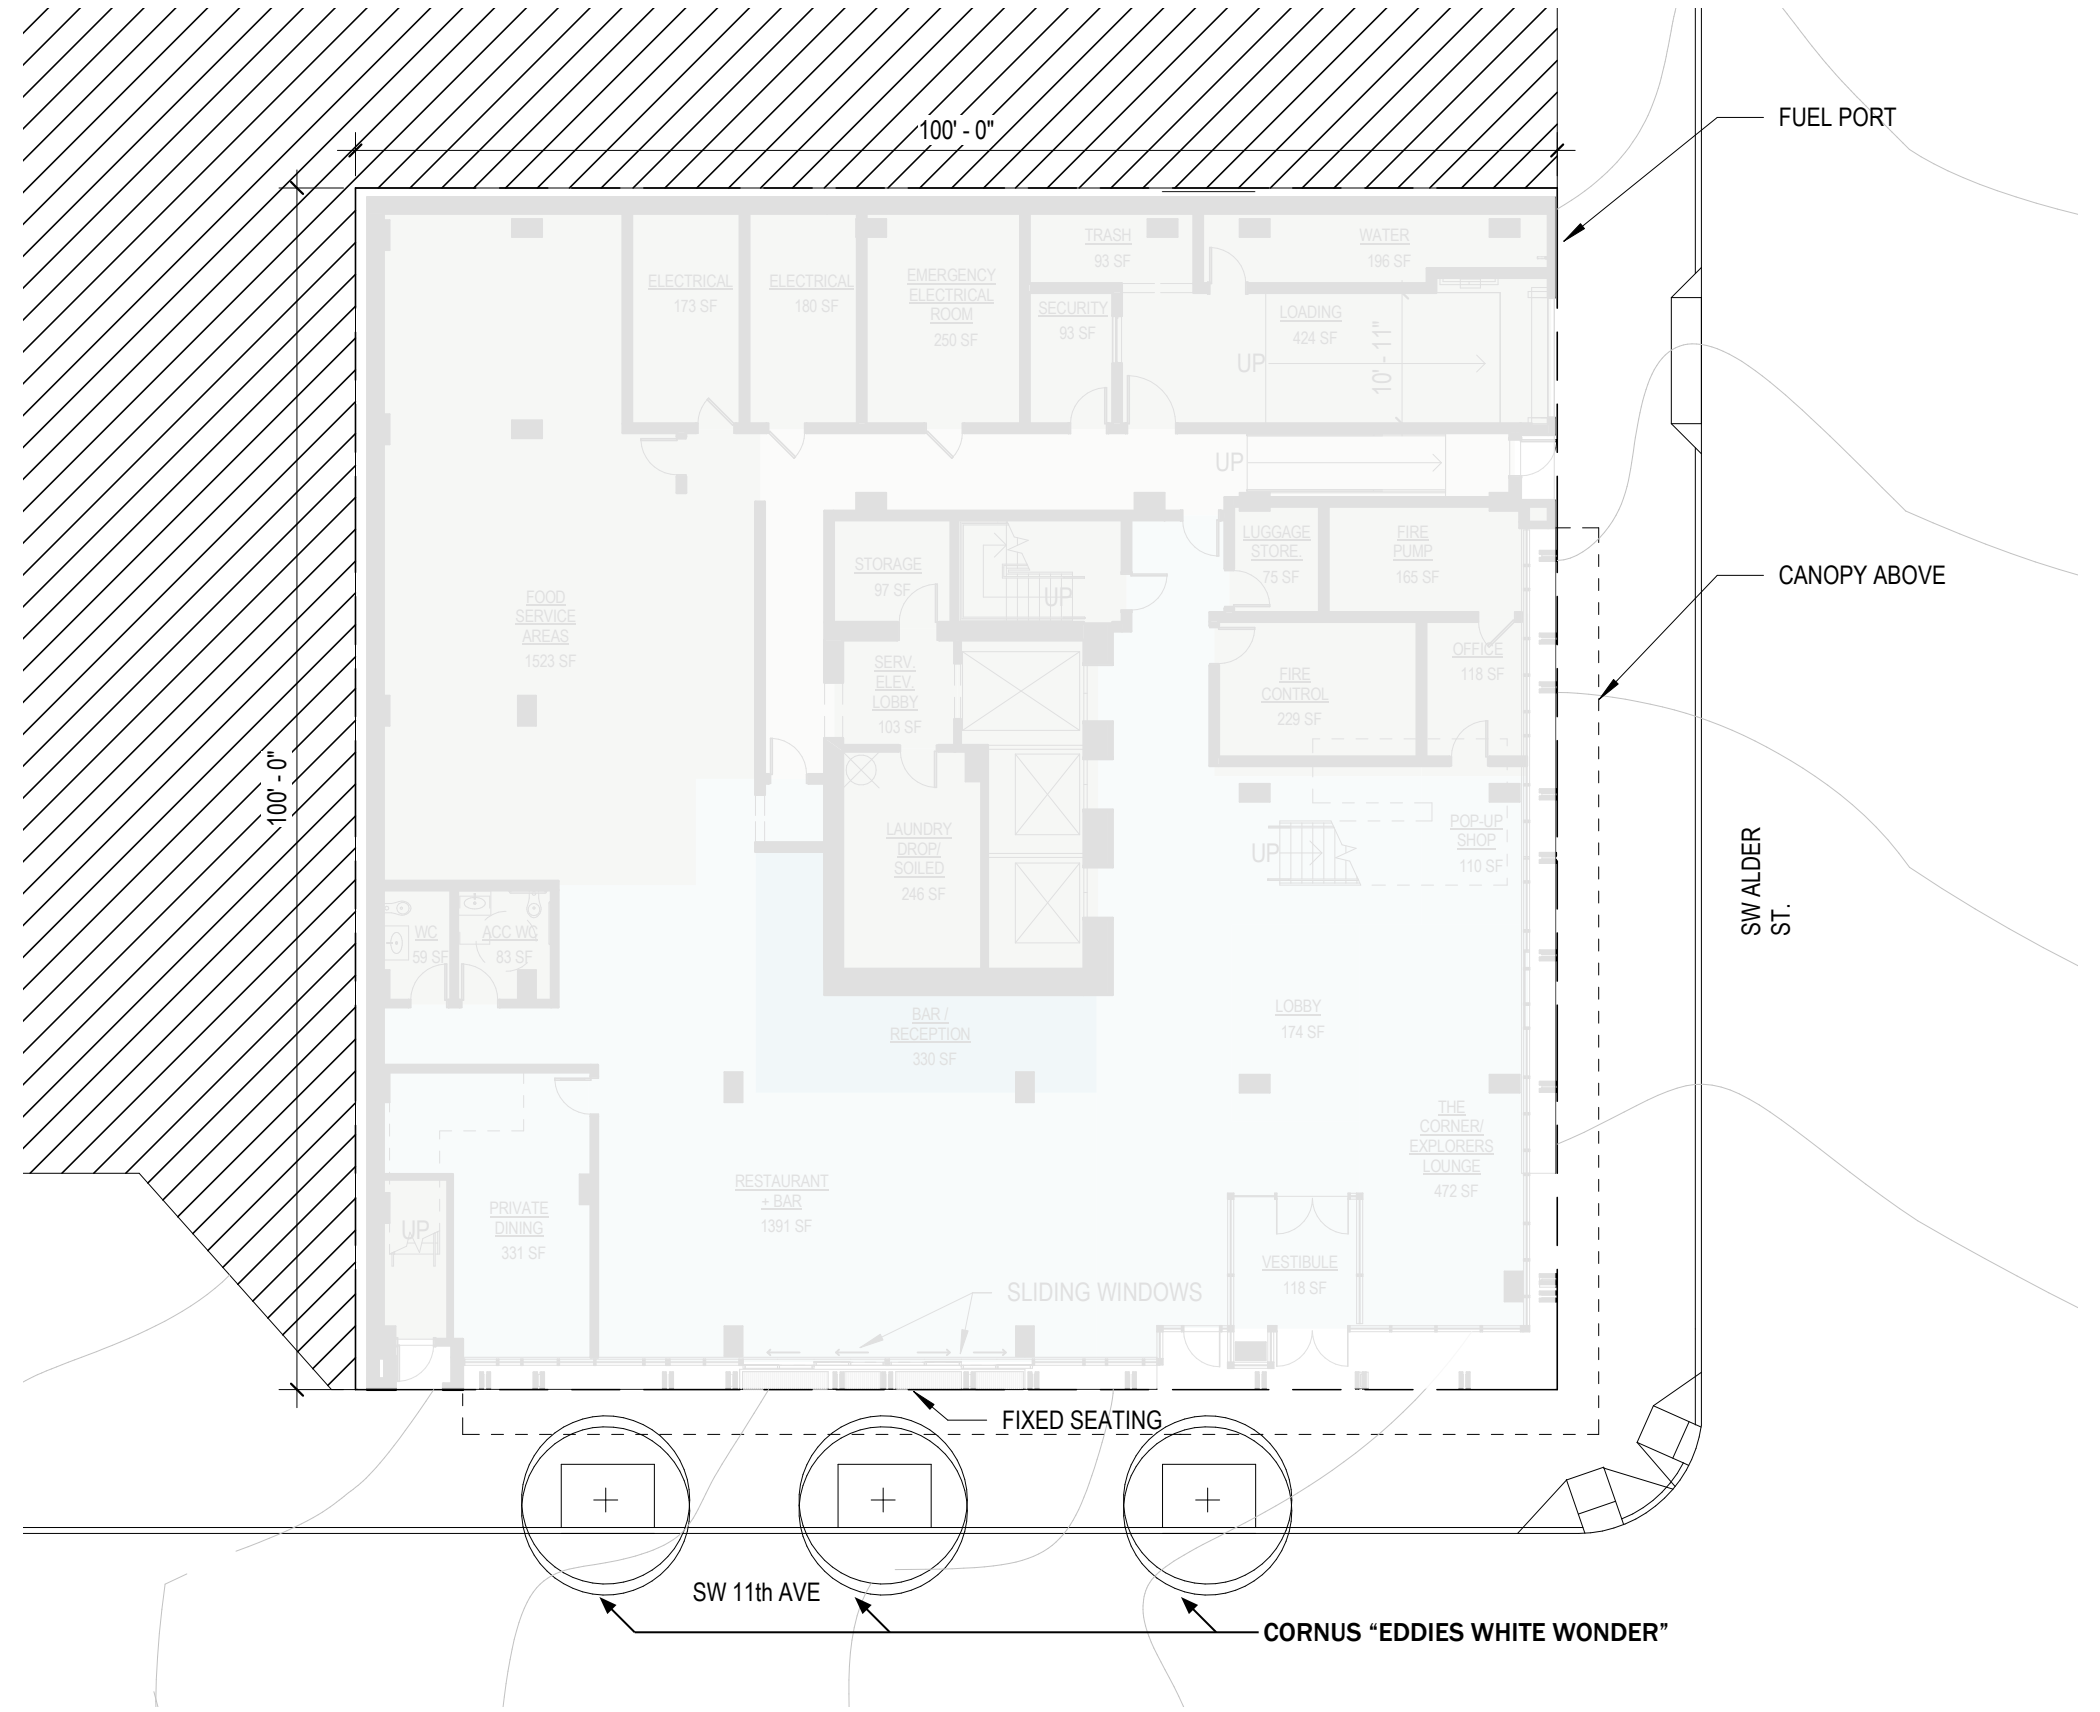 100' - 0"
FUEL PORT
TRASH
93 SF
WATER
196 SF
ELECTRICAL
173 SF
ELECTRICAL
180 SF
EMERGENCY
ELECTRICAL
ROOM
250 SF
SECURITY
93 SF
LOADING
424 SF
UP
10' - 11"
UP
STORAGE
97 SF
UP
LUGGAGE
STORE.
75 SF
FIRE
PUMP
165 SF
CANOPY ABOVE
FOOD
SERVICE
AREAS
1523 SF
SERV.
ELEV.
LOBBY
103 SF
FIRE
CONTROL
229 SF
OFFICE
118 SF
100' - 0"
LAUNDRY
DROP/
SOILED
246 SF
UP
POP-UP
SHOP
110 SF
SW ALDER
ST.
WC
59 SF
ACC WC
83 SF
BAR /
RECEPTION
330 SF
LOBBY
174 SF
THE
CORNER/
EXPLORERS
LOUNGE
472 SF
RESTAURANT
+ BAR
1391 SF
UP
PRIVATE
DINING
331 SF
VESTIBULE
118 SF
SLIDING WINDOWS
FIXED SEATING
SW 11th AVE
CORNUS “EDDIES WHITE WONDER”